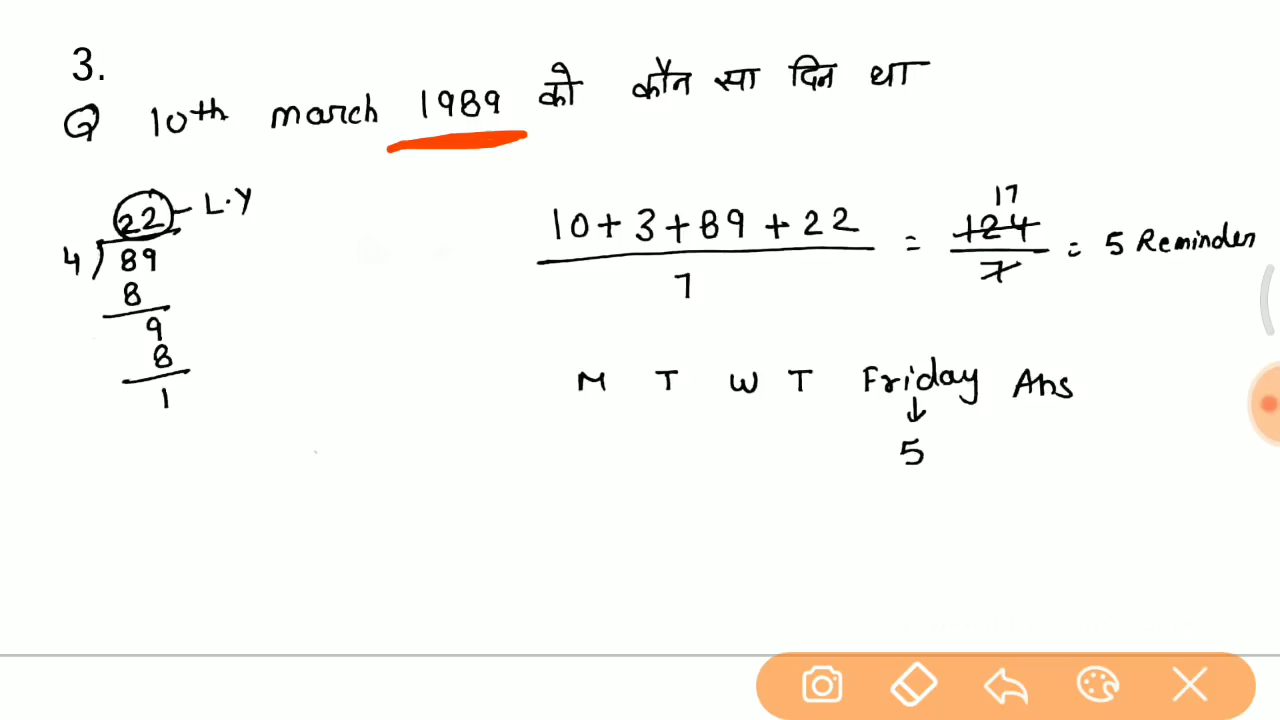 3.
Q 10th march 1989 को कौन सा दिन था
22 - L.Y
4) 89
8
9
8
1
10 + 3 + 89 + 22 / 7 = 17 124 / 7 = 5 Reminder
M T W T Friday Ans
↓
5